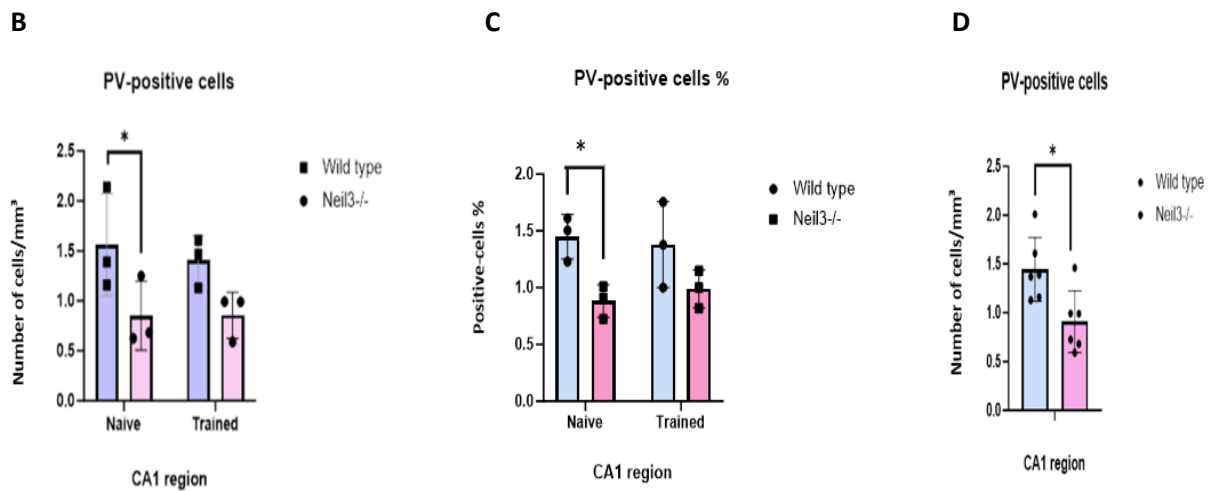 B
PV-positive cells
*
Number of cells/mm³
2.5
2.0
1.5
1.0
0.5
0.0
Naive
Trained
CA1 region
Wild type
Neil3-/-
C
PV-positive cells %
*
Positive-cells %
2.0
1.5
1.0
0.5
0.0
Naive
Trained
CA1 region
Wild type
Neil3-/-
D
PV-positive cells
*
Number of cells/mm³
2.5
2.0
1.5
1.0
0.5
0.0
CA1 region
Wild type
Neil3-/-